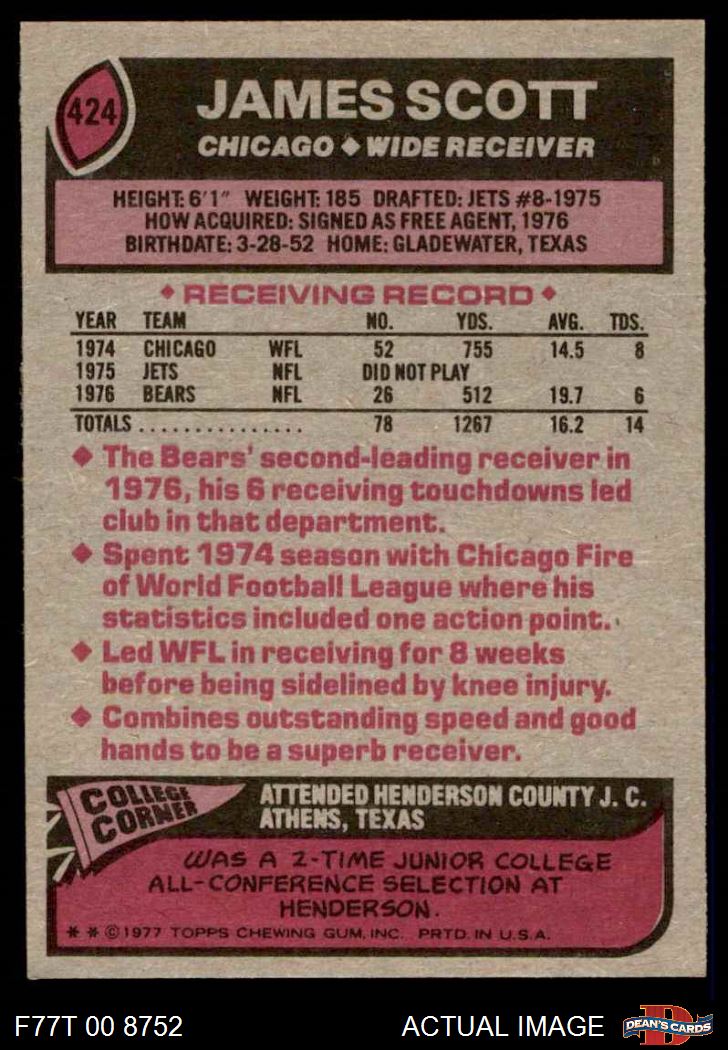 424
JAMES SCOTT
CHICAGO ◆ WIDE RECEIVER
HEIGHT: 6'1" WEIGHT: 185 DRAFTED: JETS #8-1975
HOW ACQUIRED: SIGNED AS FREE AGENT, 1976
BIRTHDATE: 3-28-52 HOME: GLADEWATER, TEXAS
◆ RECEIVING RECORD ◆
YEAR TEAM NO. YDS. AVG. TDS.
1974 CHICAGO WFL 52 755 14.5 8
1975 JETS NFL DID NOT PLAY
1976 BEARS NFL 26 512 19.7 6
TOTALS ............... 78 1267 16.2 14
◆ The Bears' second-leading receiver in
1976, his 6 receiving touchdowns led
club in that department.
◆ Spent 1974 season with Chicago Fire
of World Football League where his
statistics included one action point.
◆ Led WFL in receiving for 8 weeks
before being sidelined by knee injury.
◆ Combines outstanding speed and good
hands to be a superb receiver.
COLLEGE
CORNER
ATTENDED HENDERSON COUNTY J. C.
ATHENS, TEXAS
WAS A 2-TIME JUNIOR COLLEGE
ALL-CONFERENCE SELECTION AT
HENDERSON.
* * © 1977 TOPPS CHEWING GUM, INC. PRTD. IN U.S.A.
F77T 00 8752
ACTUAL IMAGE
D
DEAN'S CARDS